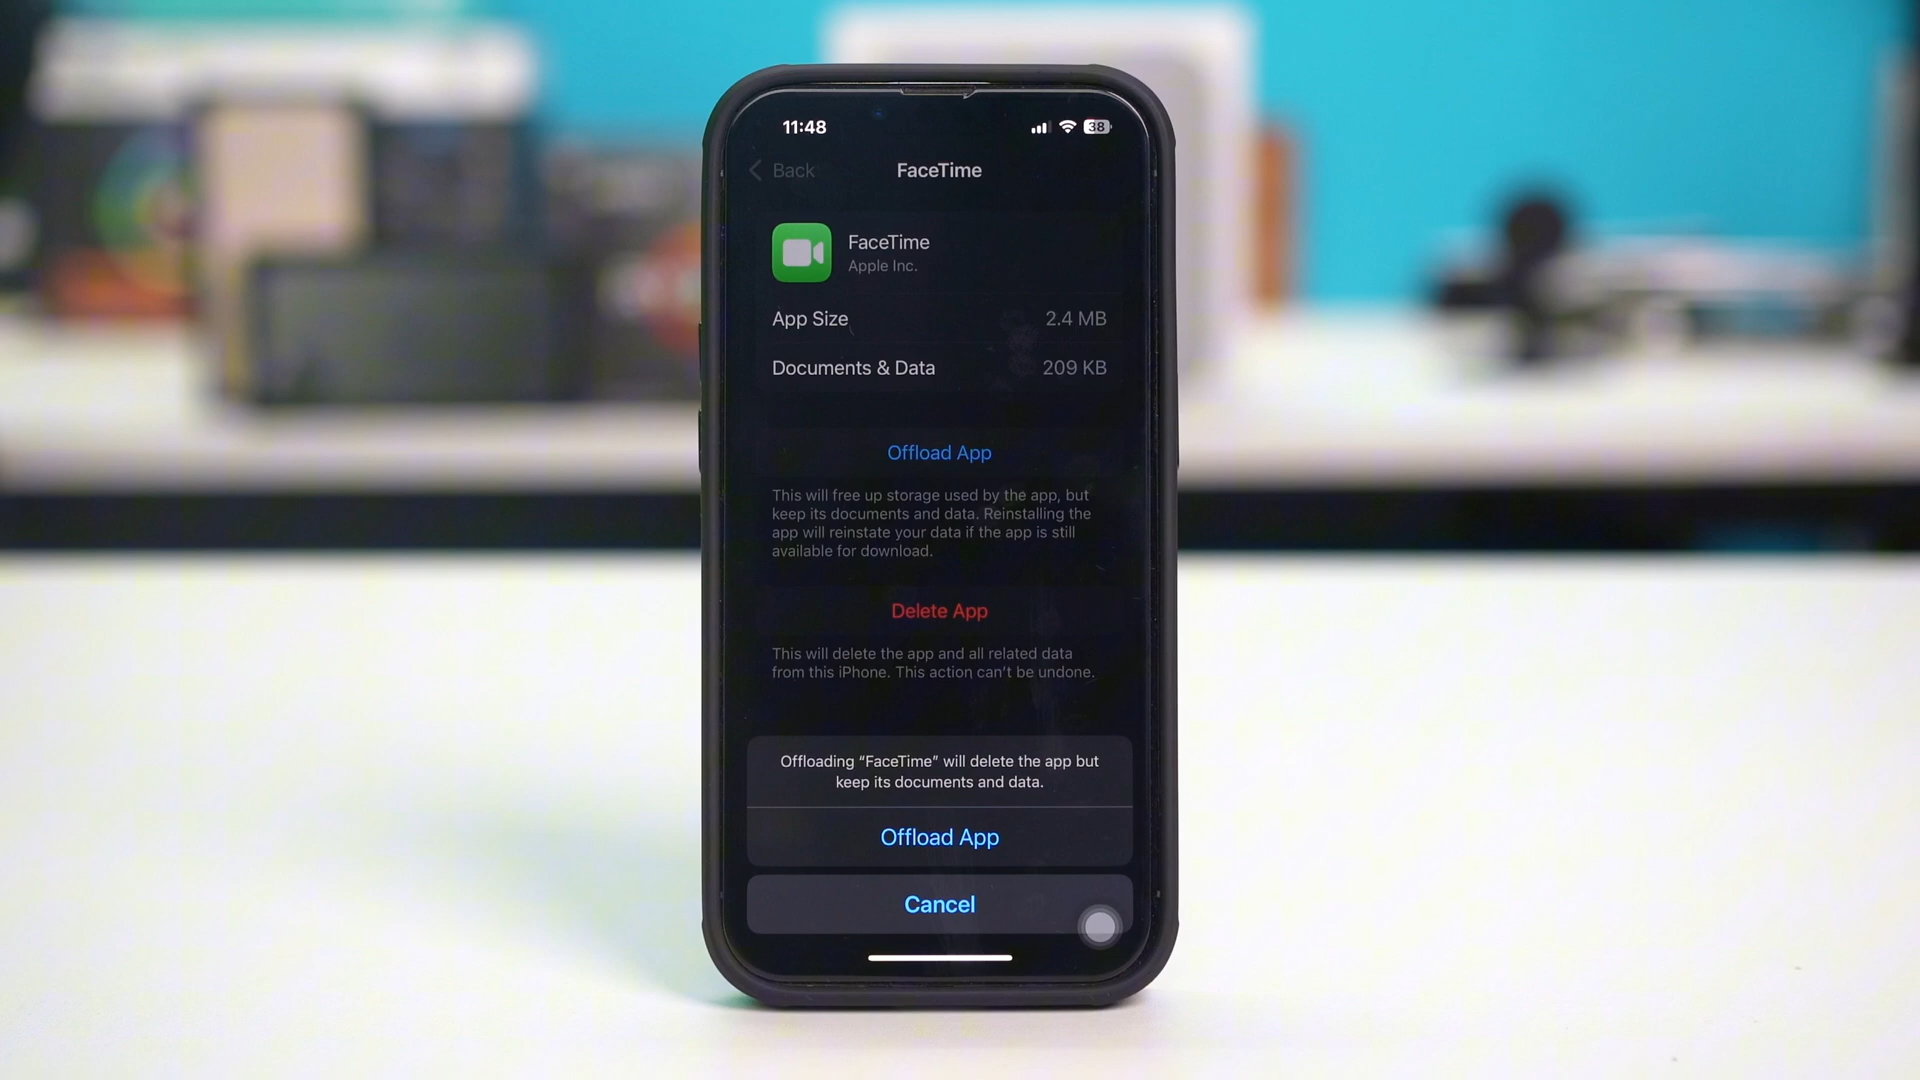 11:48
38
Back
FaceTime
FaceTime
Apple Inc.
App Size 2.4 MB
Documents & Data 209 KB
Offload App
This will free up storage used by the app, but
keep its documents and data. Reinstalling the
app will reinstate your data if the app is still
available for download.
Delete App
This will delete the app and all related data
from this iPhone. This action can't be undone.
Offloading “FaceTime” will delete the app but
keep its documents and data.
Offload App
Cancel